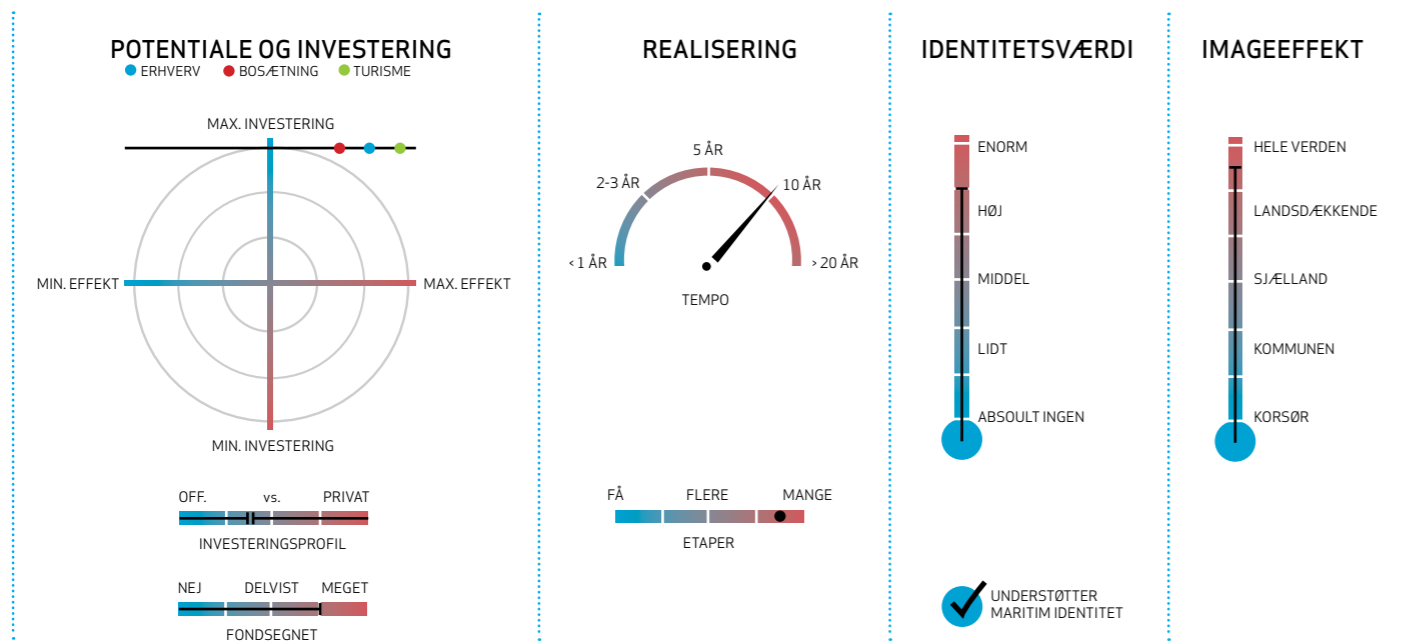 POTENTIALE OG INVESTERING
ERHVERV BOSÆTNING TURISME
MAX. INVESTERING
MIN. EFFEKT
MAX. EFFEKT
MIN. INVESTERING
OFF. vs. PRIVAT
INVESTERINGSPROFIL
NEJ DELVIST MEGET
FONDSEGNET
REALISERING
5 ÅR
2-3 ÅR
10 ÅR
< 1 ÅR
> 20 ÅR
TEMPO
FÅ FLERE MANGE
ETAPER
IDENTITETSVÆRDI
ENORM
HØJ
MIDDEL
LIDT
ABSOULT INGEN
UNDERSTØTTER
MARITIM IDENTITET
IMAGEEFFEKT
HELE VERDEN
LANDSDÆKKENDE
SJÆLLAND
KOMMUNEN
KORSØR